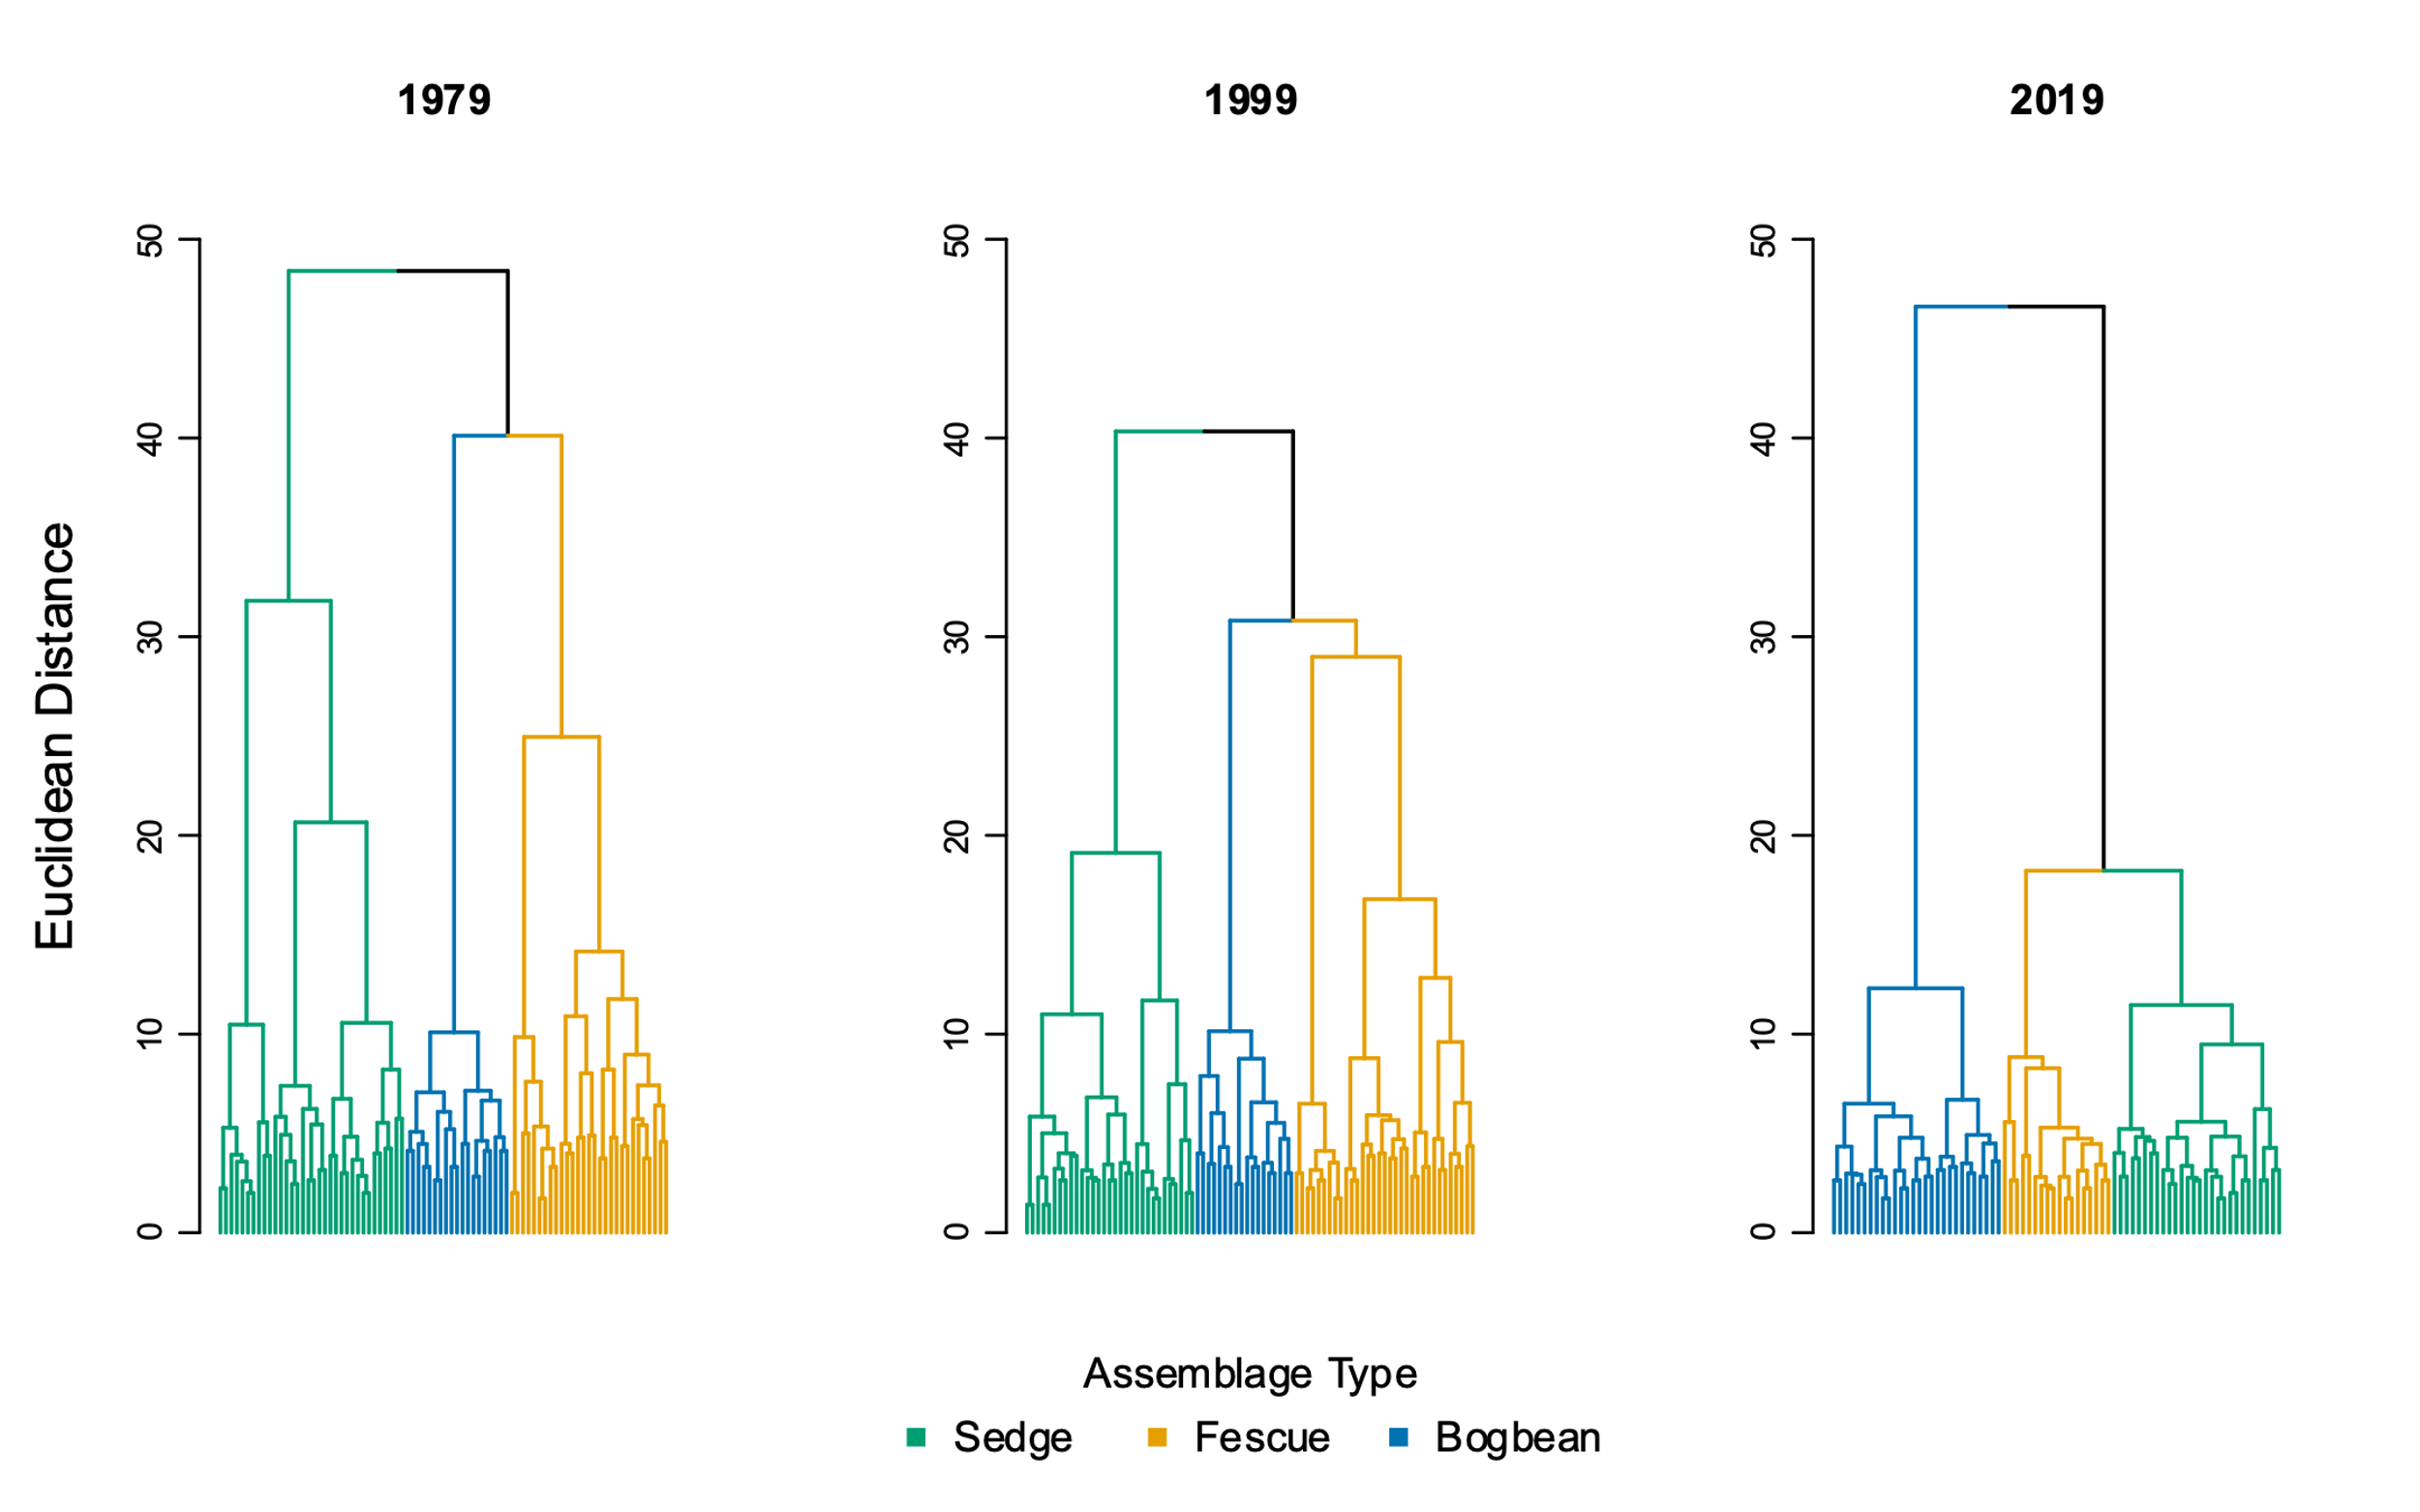 1979 1999 2019
50 50 50
40 40 40
30 30 30
20 20 20
10 10 10
0 0 0
Euclidean Distance
Assemblage Type
Sedge Fescue Bogbean